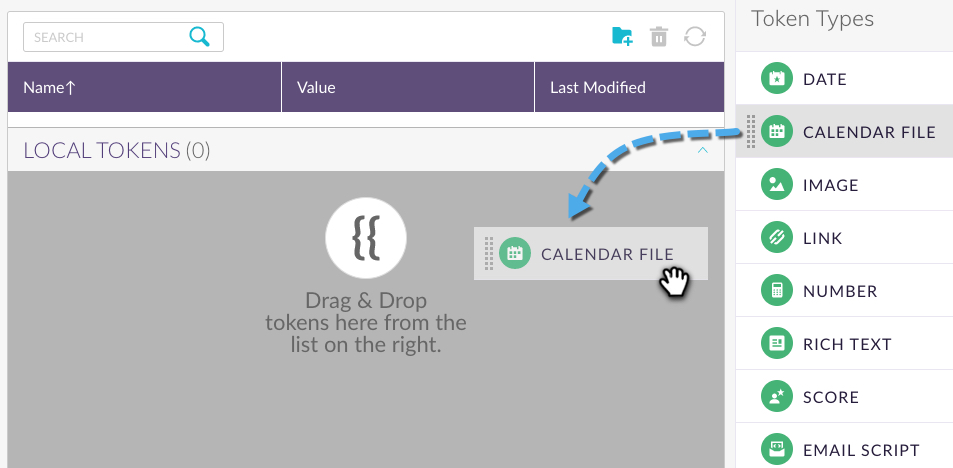 SEARCH
Name↑ Value Last Modified
LOCAL TOKENS (0)
{{
Drag & Drop
tokens here from the
list on the right.
CALENDAR FILE
Token Types
DATE
CALENDAR FILE
IMAGE
LINK
NUMBER
RICH TEXT
SCORE
EMAIL SCRIPT